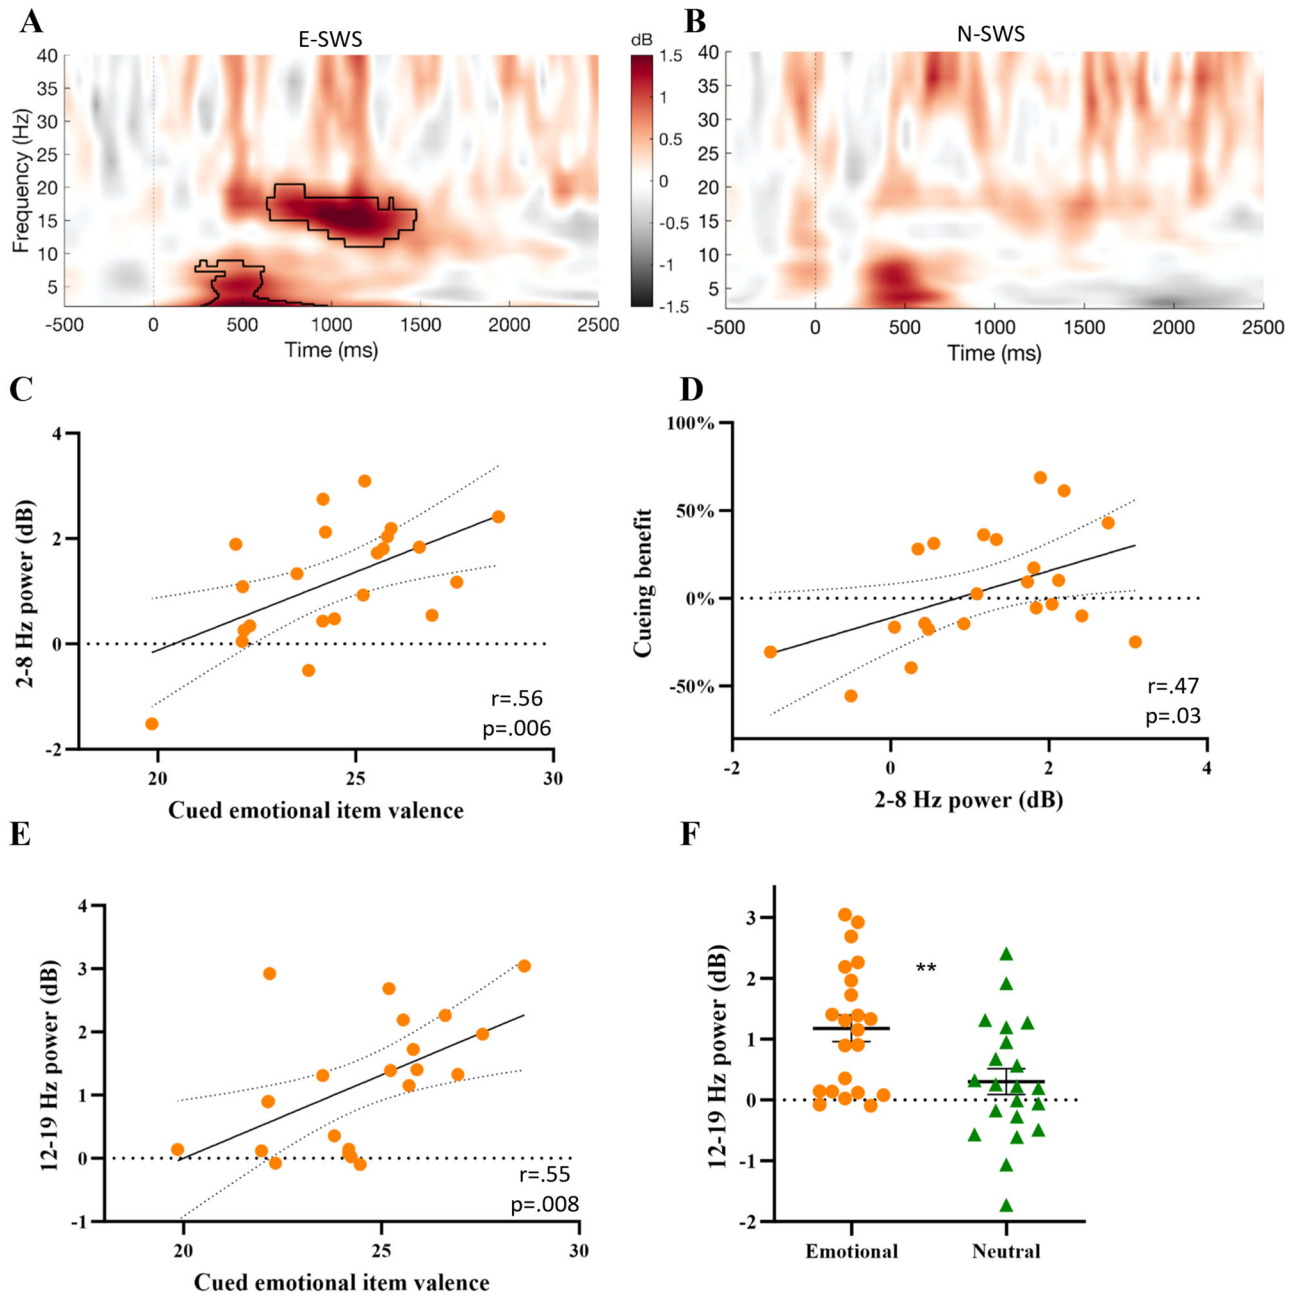 A
E-SWS
dB
40
35
30
25
20
15
10
5
Frequency (Hz)
-500 0 500 1000 1500 2000 2500
Time (ms)
1.5
1
0.5
0
-0.5
-1
-1.5
B
N-SWS
40
35
30
25
20
15
10
5
-500 0 500 1000 1500 2000 2500
Time (ms)
C
4
2
0
-2
2-8 Hz power (dB)
r=.56
p=.006
20 25 30
Cued emotional item valence
D
100%
50%
0%
-50%
Cueing benefit
r=.47
p=.03
-2 0 2 4
2-8 Hz power (dB)
E
4
3
2
1
0
-1
12-19 Hz power (dB)
r=.55
p=.008
20 25 30
Cued emotional item valence
F
3
2
1
0
-1
-2
12-19 Hz power (dB)
**
Emotional Neutral